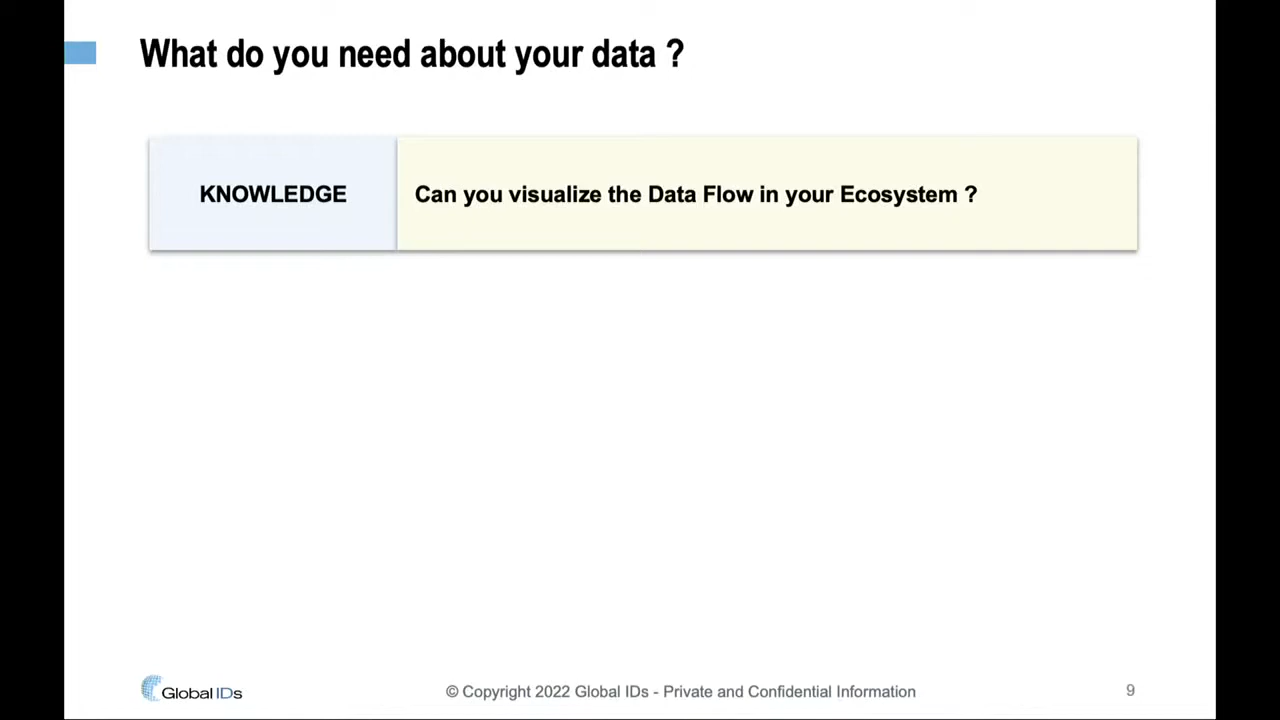 What do you need about your data ?
KNOWLEDGE
Can you visualize the Data Flow in your Ecosystem ?
Global IDs
© Copyright 2022 Global IDs - Private and Confidential Information
9